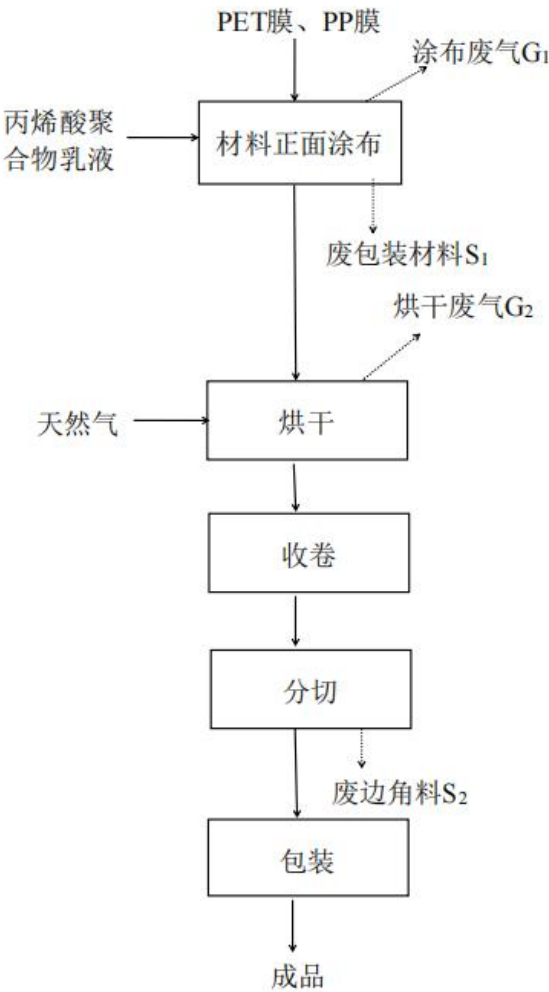 PET膜、PP膜
涂布废气G₁
丙烯酸聚
合物乳液
材料正面涂布
废包装材料S₁
烘干废气G₂
天然气
烘干
收卷
分切
废边角料S₂
包装
成品